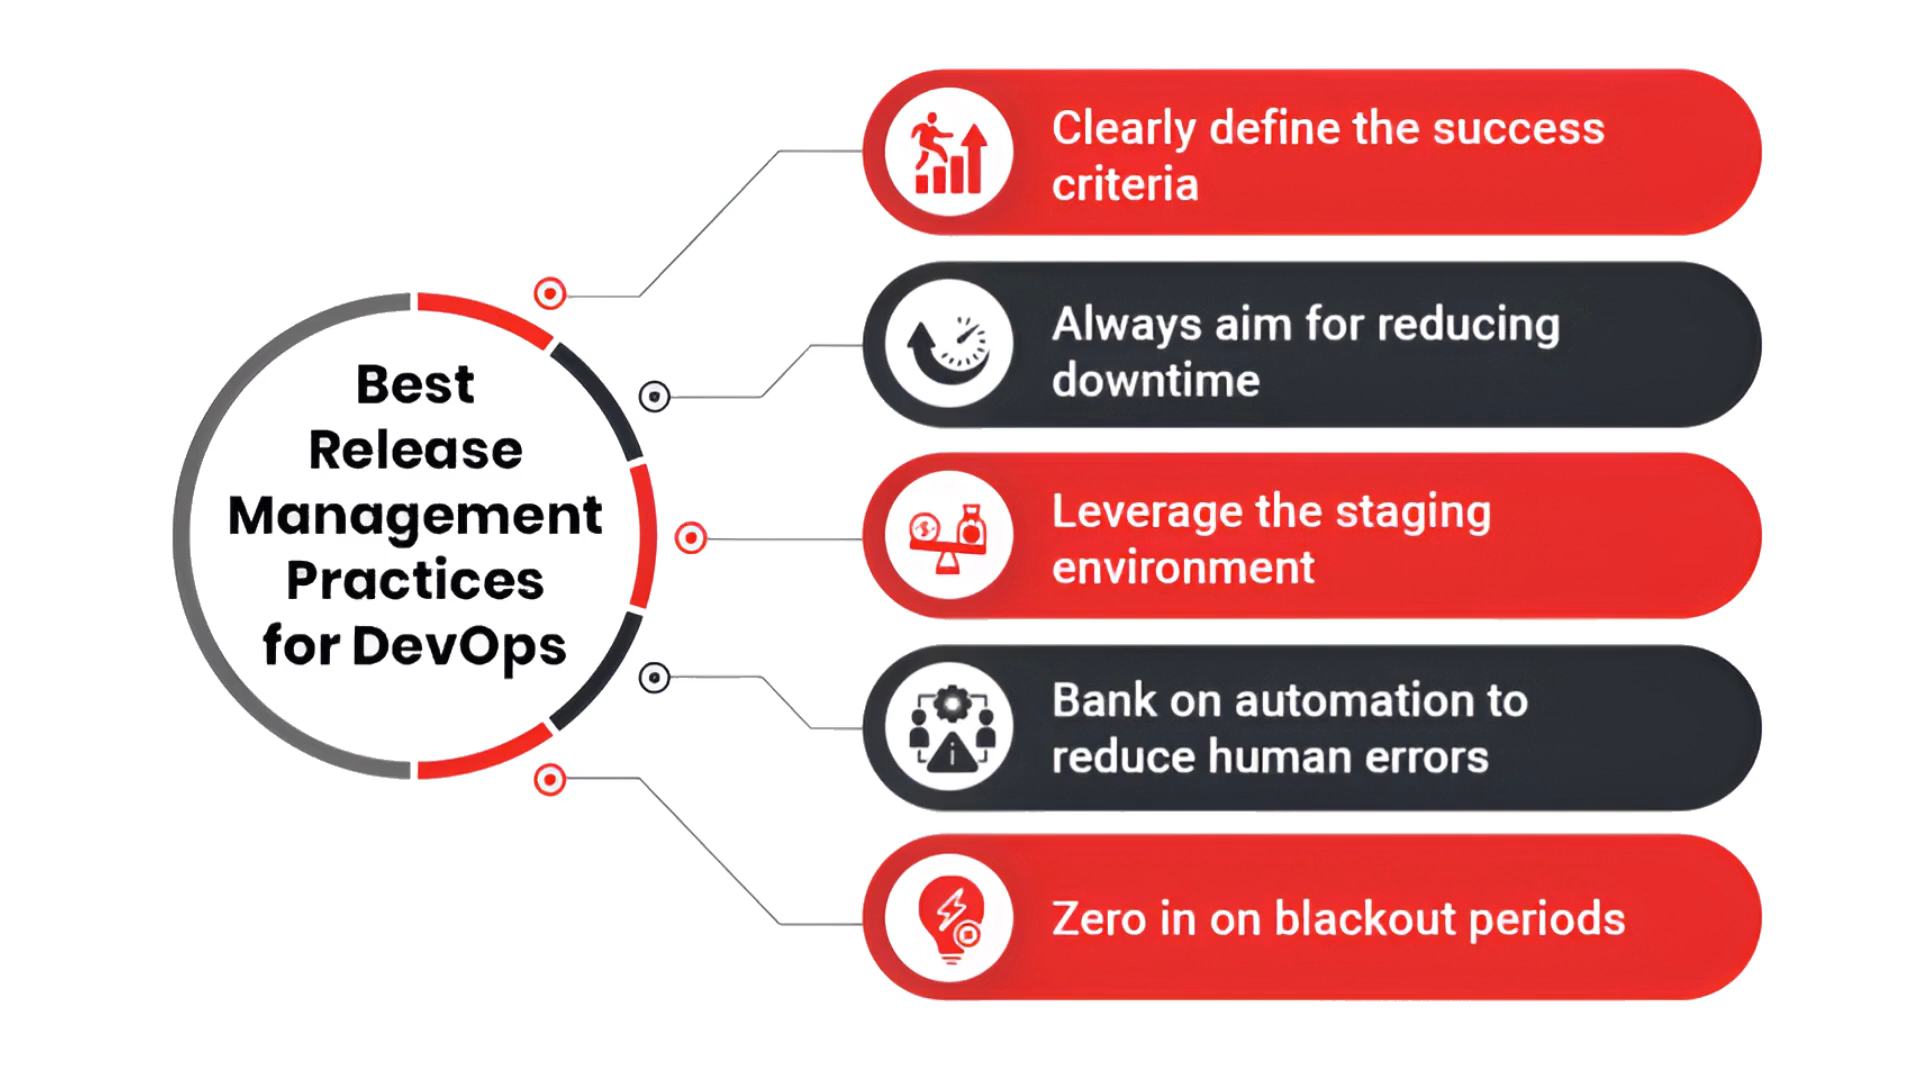 Best
Release
Management
Practices
for DevOps
Clearly define the success
criteria
Always aim for reducing
downtime
Leverage the staging
environment
Bank on automation to
reduce human errors
Zero in on blackout periods